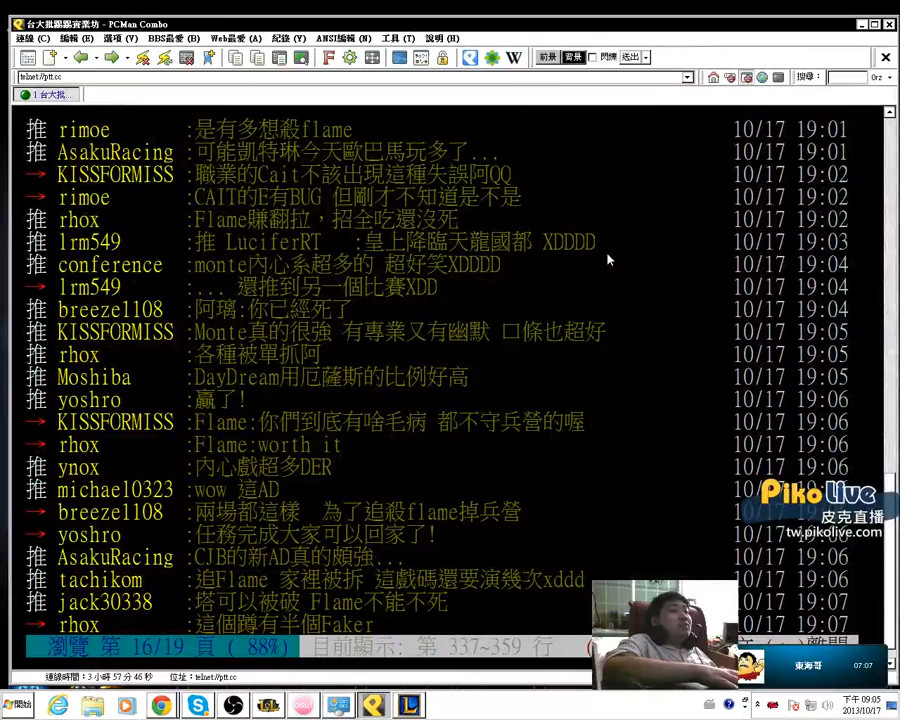 台大批踢踢實業坊 - PCMan Combo
連線 (C) 編輯 (E) 選項 (V) BBS最愛 (B) Web最愛 (A) 紀錄 (Y) ANSI編輯 (N) 工具 (T) 說明 (H)
前景 背景 閃爍 送出
telnet://ptt.cc 搜尋： Orz
1.台大批...
推 rimoe :是有多想殺flame 10/17 19:01
推 AsakuRacing :可能凱特琳今天歐巴馬玩多了... 10/17 19:01
→ KISSFORMISS :職業的Cait不該出現這種失誤阿QQ 10/17 19:02
→ rimoe :CAIT的E有BUG 但剛才不知道是不是 10/17 19:02
推 rhox :Flame賺翻拉，招全吃還沒死 10/17 19:02
推 lrm549 :推 LuciferRT :皇上降臨天龍國都 XDDDD 10/17 19:03
推 conference :monte內心系超多的 超好笑XDDDD 10/17 19:04
→ lrm549 :... 還推到另一個比賽XDD 10/17 19:04
推 breeze1108 :阿璃:你已經死了 10/17 19:04
推 KISSFORMISS :Monte真的很強 有專業又有幽默 口條也超好 10/17 19:05
推 rhox :各種被單抓阿 10/17 19:05
推 Moshiba :DayDream用厄薩斯的比例好高 10/17 19:05
推 yoshro :贏了! 10/17 19:06
→ KISSFORMISS :Flame:你們到底有啥毛病 都不守兵營的喔 10/17 19:06
→ rhox :Flame:worth it 10/17 19:06
推 ynox :內心戲超多DER 10/17 19:06
推 michael0323 :wow 這AD 10/
→ breeze1108 :兩場都這樣 為了追殺flame掉兵營
→ yoshro :任務完成大家可以回家了!
推 AsakuRacing :CJB的新AD真的頗強... 10/17 19:06
推 tachikom :追Flame 家裡被拆 這戲碼還要演幾次xddd 10/17 19:06
推 jack30338 :塔可以被破 Flame不能不死 10/17 19:07
→ rhox :這個蹲有半個Faker 10/17 19:07
PikoLive
皮克直播
tw.pikolive.com
瀏覽 第 16/19 頁 ( 88%) 目前顯示: 第 337~359 行
東海哥 07:07
連線時間：3 小時 57 分 46 秒 位址：telnet://ptt.cc
開始
下午 09:05
2013/10/17